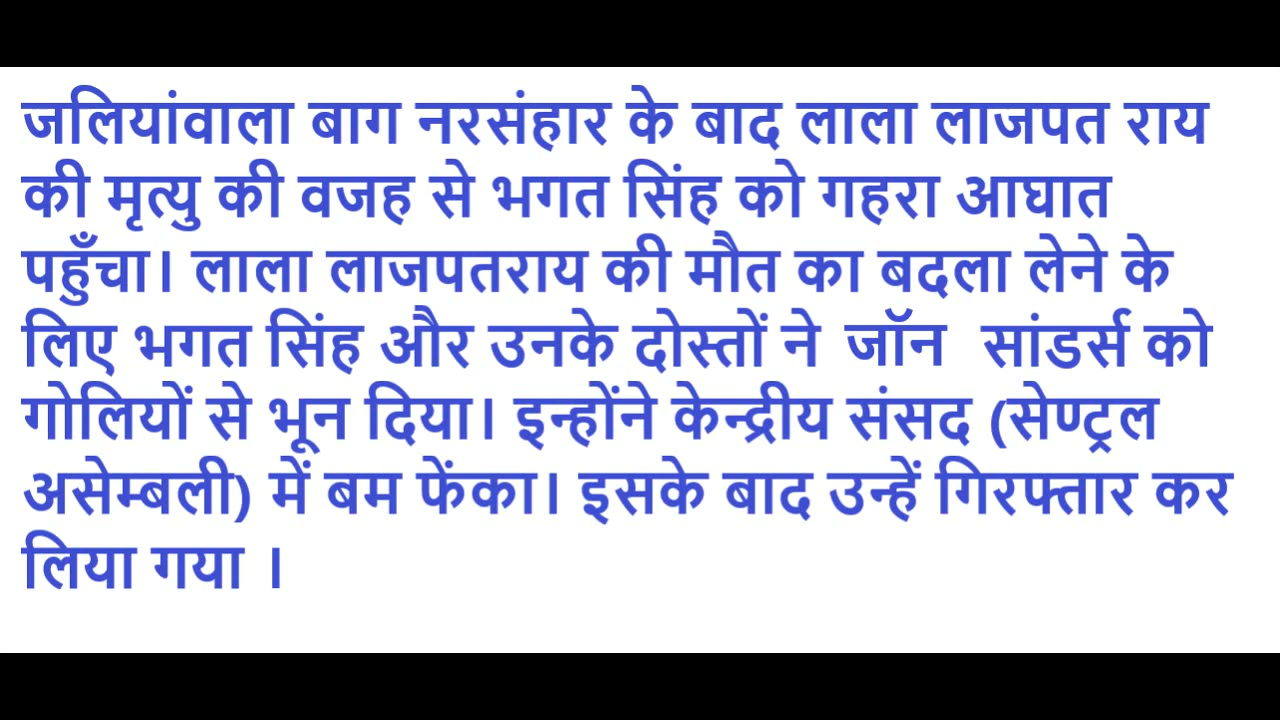 जलियांवाला बाग नरसंहार के बाद लाला लाजपत राय
की मृत्यु की वजह से भगत सिंह को गहरा आघात
पहुँचा। लाला लाजपतराय की मौत का बदला लेने के
लिए भगत सिंह और उनके दोस्तों ने जॉन सांडर्स को
गोलियों से भून दिया। इन्होंने केन्द्रीय संसद (सेण्ट्रल
असेम्बली) में बम फेंका। इसके बाद उन्हें गिरफ्तार कर
लिया गया ।